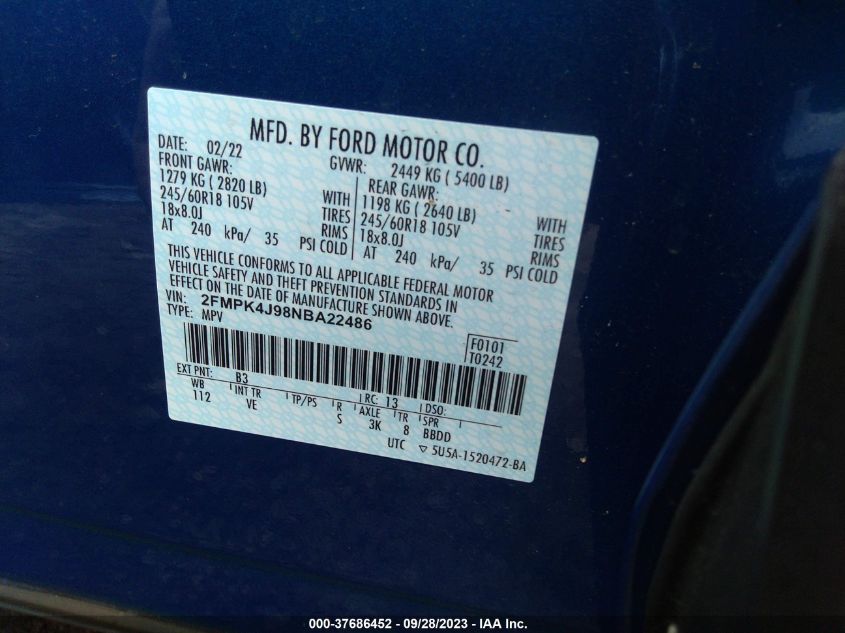 MFD. BY FORD MOTOR CO.
DATE: 02/22
GVWR: 2449 KG ( 5400 LB)
FRONT GAWR:
1279 KG ( 2820 LB)
245/60R18 105V
18x8.0J
AT 240 kPa/ 35 PSI COLD
WITH
TIRES
RIMS
REAR GAWR:
1198 KG ( 2640 LB)
245/60R18 105V
18x8.0J
AT 240 kPa/ 35 PSI COLD
WITH
TIRES
RIMS
THIS VEHICLE CONFORMS TO ALL APPLICABLE FEDERAL MOTOR
VEHICLE SAFETY AND THEFT PREVENTION STANDARDS IN
EFFECT ON THE DATE OF MANUFACTURE SHOWN ABOVE.
VIN: 2FMPK4J98NBA22486
TYPE: MPV
F0101
T0242
EXT PNT: B3 RC: 13 DSO:
WB INT TR TP/PS R AXLE TR SPR
112 VE S 3K 8 BBDD
UTC ▽ 5U5A-1520472-BA
000-37686452 - 09/28/2023 - IAA Inc.